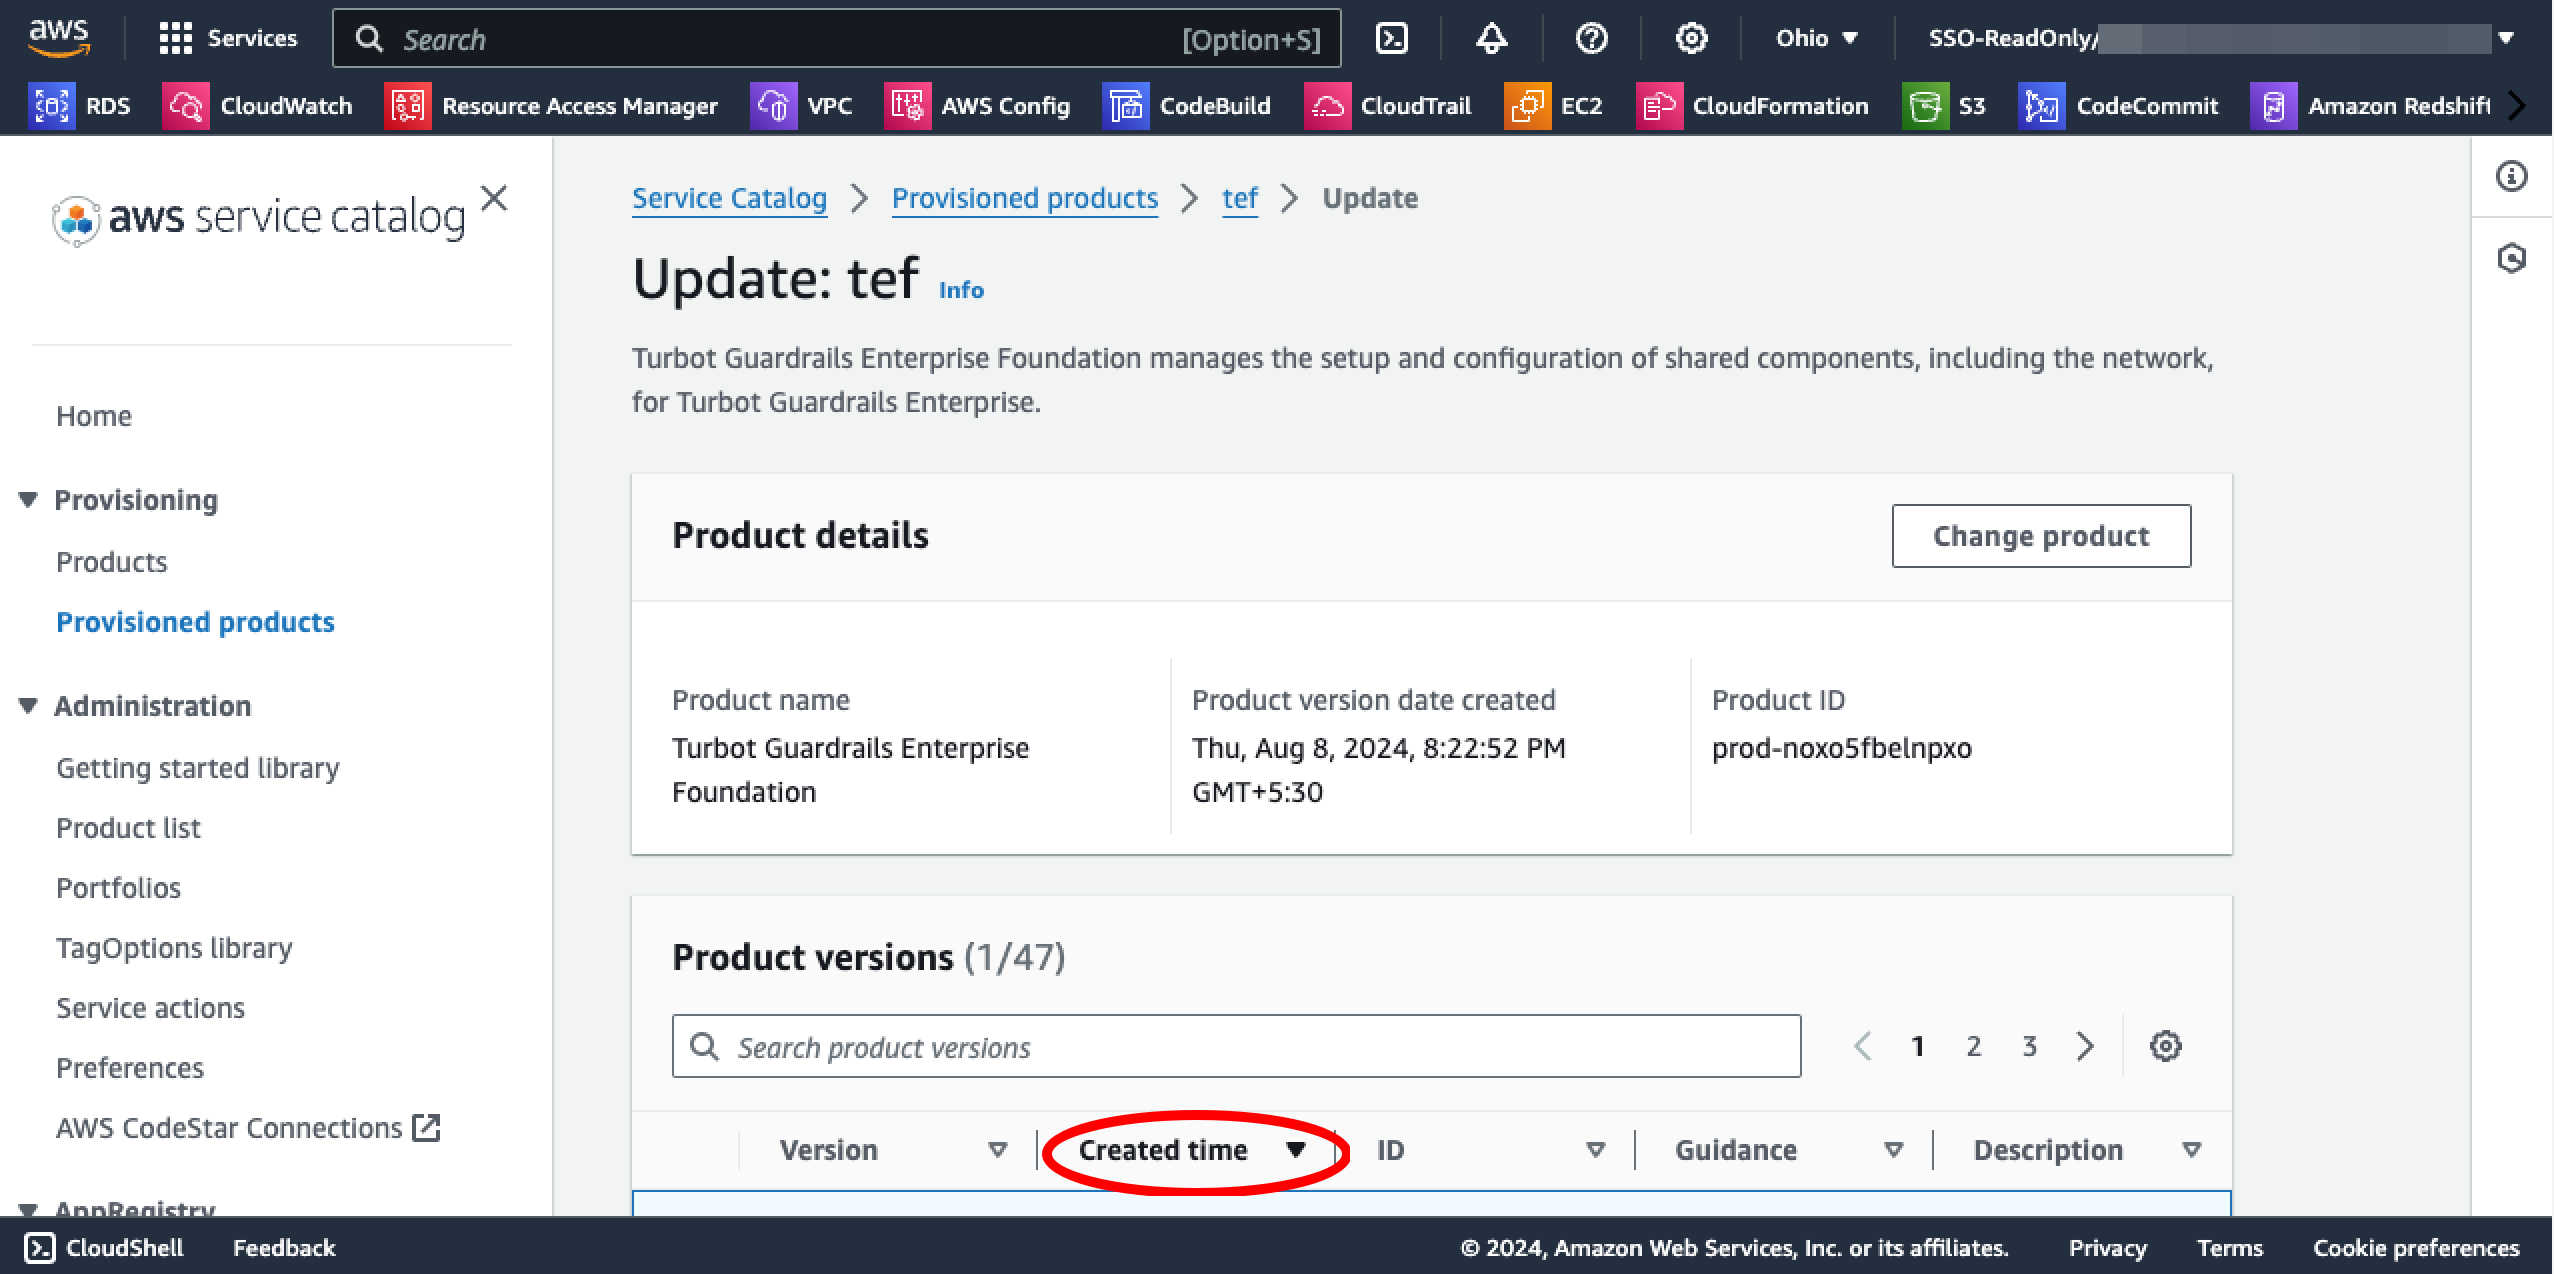 aws
Services
Search
[Option+S]
Ohio
SSO-ReadOnly/
RDS
CloudWatch
Resource Access Manager
VPC
AWS Config
CodeBuild
CloudTrail
EC2
CloudFormation
S3
CodeCommit
Amazon Redshift
aws service catalog
Home
Provisioning
Products
Provisioned products
Administration
Getting started library
Product list
Portfolios
TagOptions library
Service actions
Preferences
AWS CodeStar Connections
AppRegistry
Service Catalog
Provisioned products
tef
Update
Update: tef
Info
Turbot Guardrails Enterprise Foundation manages the setup and configuration of shared components, including the network,
for Turbot Guardrails Enterprise.
Product details
Change product
Product name
Turbot Guardrails Enterprise
Foundation
Product version date created
Thu, Aug 8, 2024, 8:22:52 PM
GMT+5:30
Product ID
prod-noxo5fbelnpxo
Product versions (1/47)
Search product versions
1
2
3
Version
Created time
ID
Guidance
Description
CloudShell
Feedback
© 2024, Amazon Web Services, Inc. or its affiliates.
Privacy
Terms
Cookie preferences